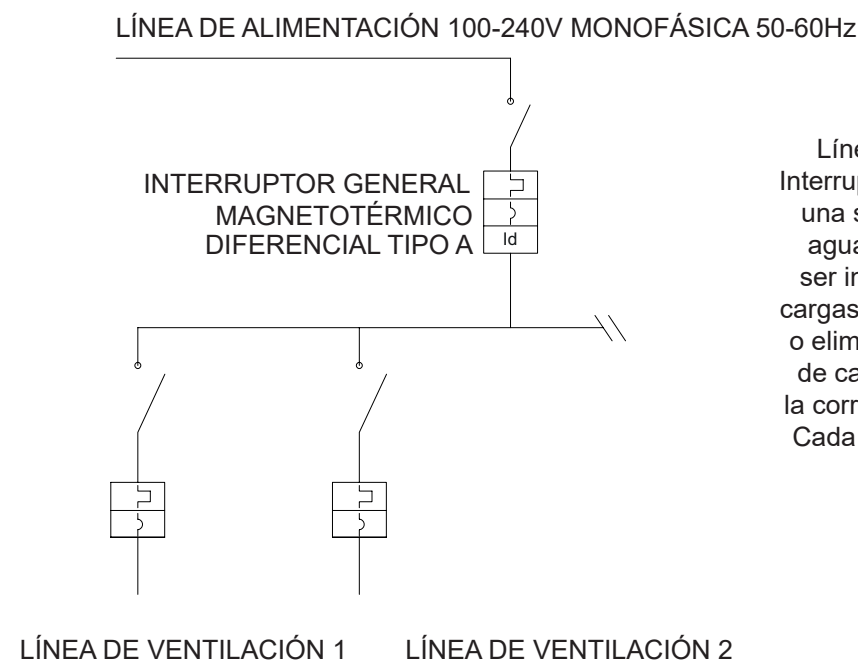 LÍNEA DE ALIMENTACIÓN 100-240V MONOFÁSICA 50-60Hz
INTERRUPTOR GENERAL
MAGNETOTÉRMICO
DIFERENCIAL TIPO A
Id
Líne
Interrup
una s
agua
ser in
cargas
o elim
de ca
la corr
Cada
LÍNEA DE VENTILACIÓN 1
LÍNEA DE VENTILACIÓN 2